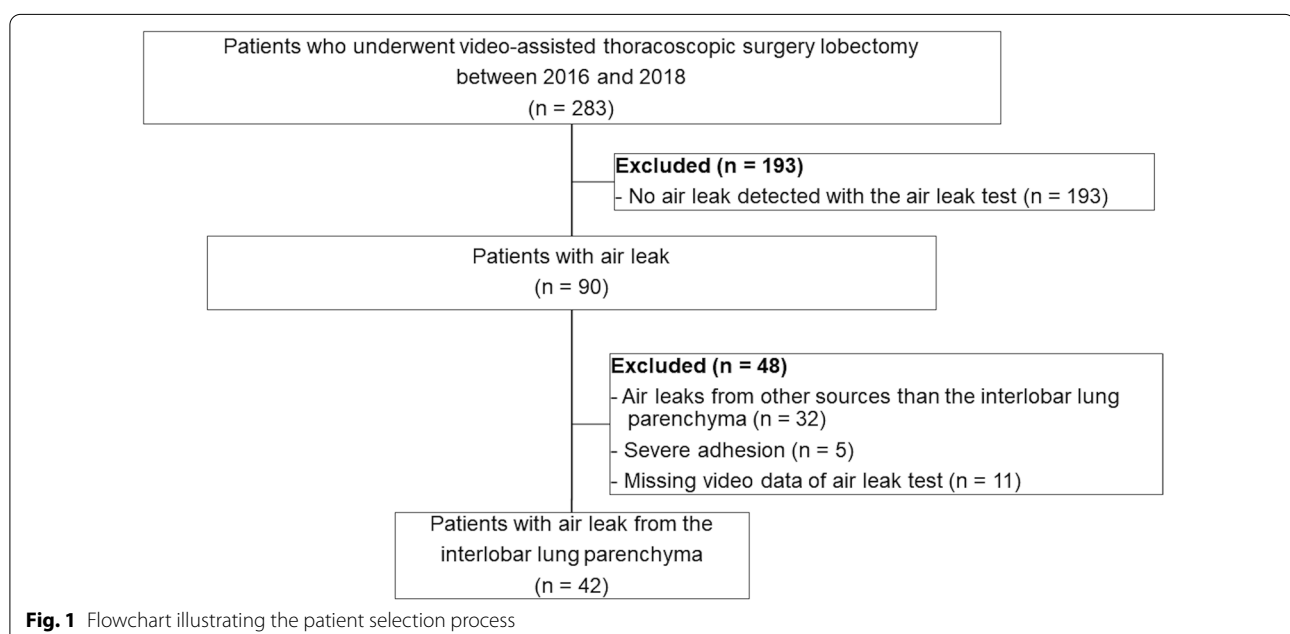 Patients who underwent video-assisted thoracoscopic surgery lobectomy
between 2016 and 2018
(n = 283)
Excluded (n = 193)
- No air leak detected with the air leak test (n = 193)
Patients with air leak
(n = 90)
Excluded (n = 48)
- Air leaks from other sources than the interlobar lung
parenchyma (n = 32)
- Severe adhesion (n = 5)
- Missing video data of air leak test (n = 11)
Patients with air leak from the
interlobar lung parenchyma
(n = 42)
Fig. 1 Flowchart illustrating the patient selection process